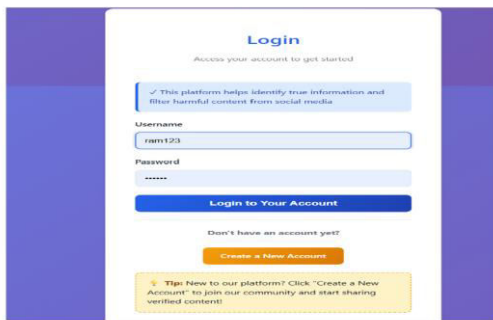 Login
Access your account to get started
✓ This platform helps identify true information and
filter harmful content from social media
Username
ram123
Password
······
Login to Your Account
Don't have an account yet?
Create a New Account
💡 Tip: New to our platform? Click "Create a New
Account" to join our community and start sharing
verified content!